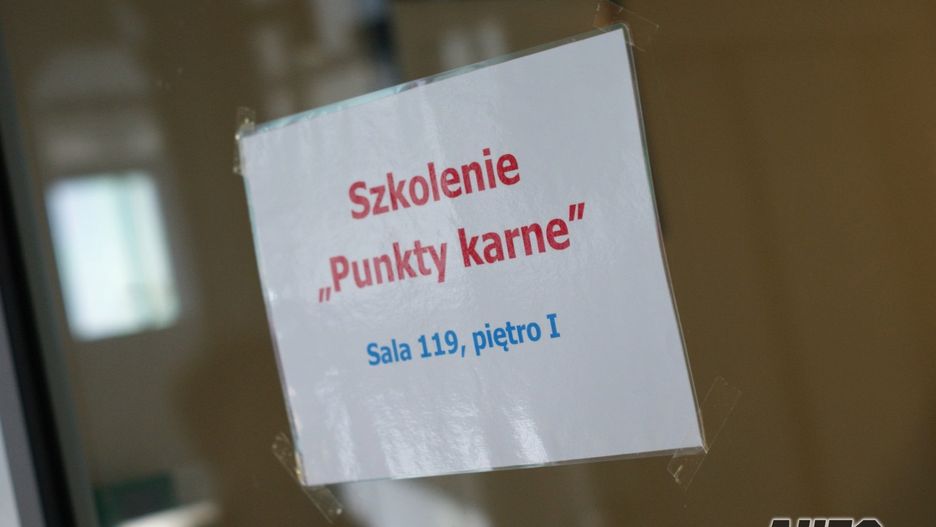 Szkolenie
„Punkty karne”
Sala 119, piętro I